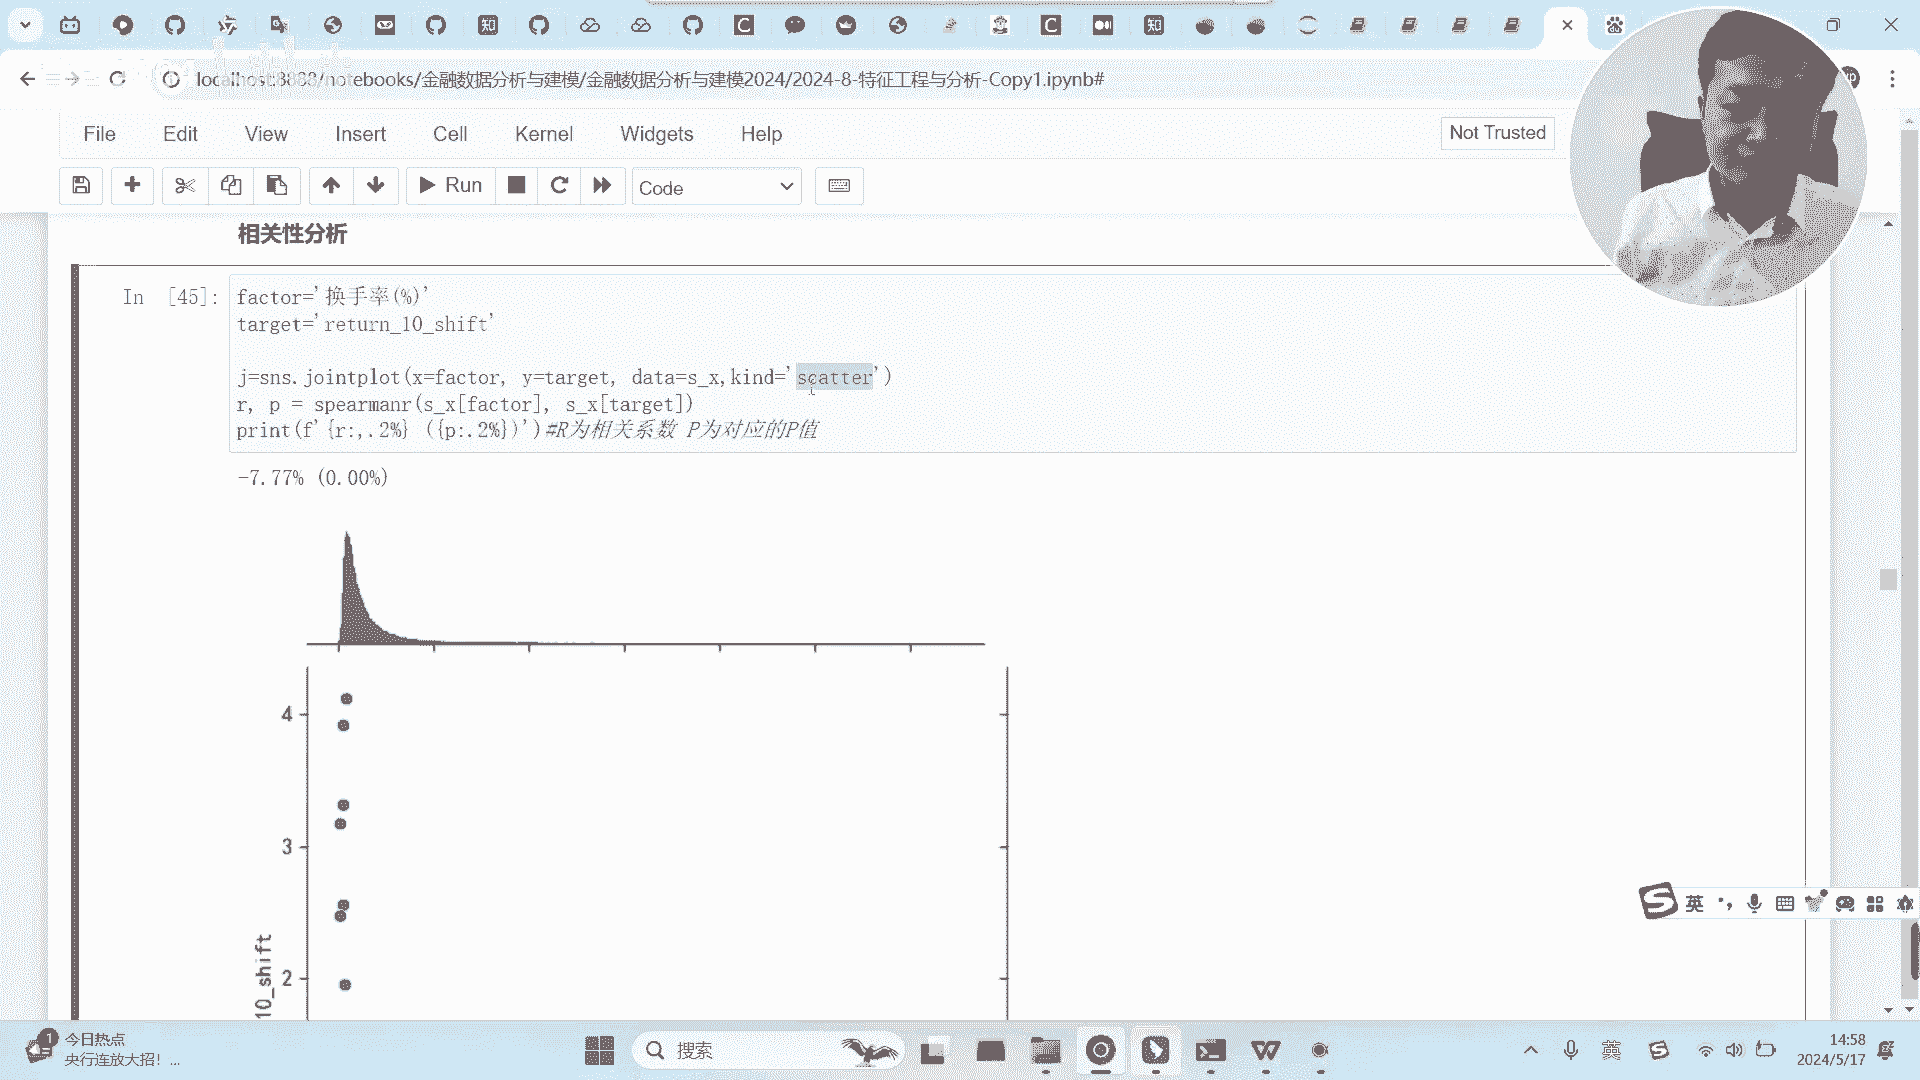 localhost:8888/notebooks/金融数据分析与建模/金融数据分析与建模2024/2024-8-特征工程与分析-Copy1.ipynb#
File Edit View Insert Cell Kernel Widgets Help
Not Trusted
Run
Code
相关性分析
In [45]:
factor='换手率(%)'
target='return_10_shift'
j=sns.jointplot(x=factor, y=target, data=s_x,kind='scatter')
r, p = spearmanr(s_x[factor], s_x[target])
print(f'{r:,.2%} ({p:.2%})')#R为相关系数 P为对应的P值
-7.77% (0.00%)
4
3
2
10_shift
英
1
今日热点
央行连放大招! ...
搜索
英
14:58
2024/5/17